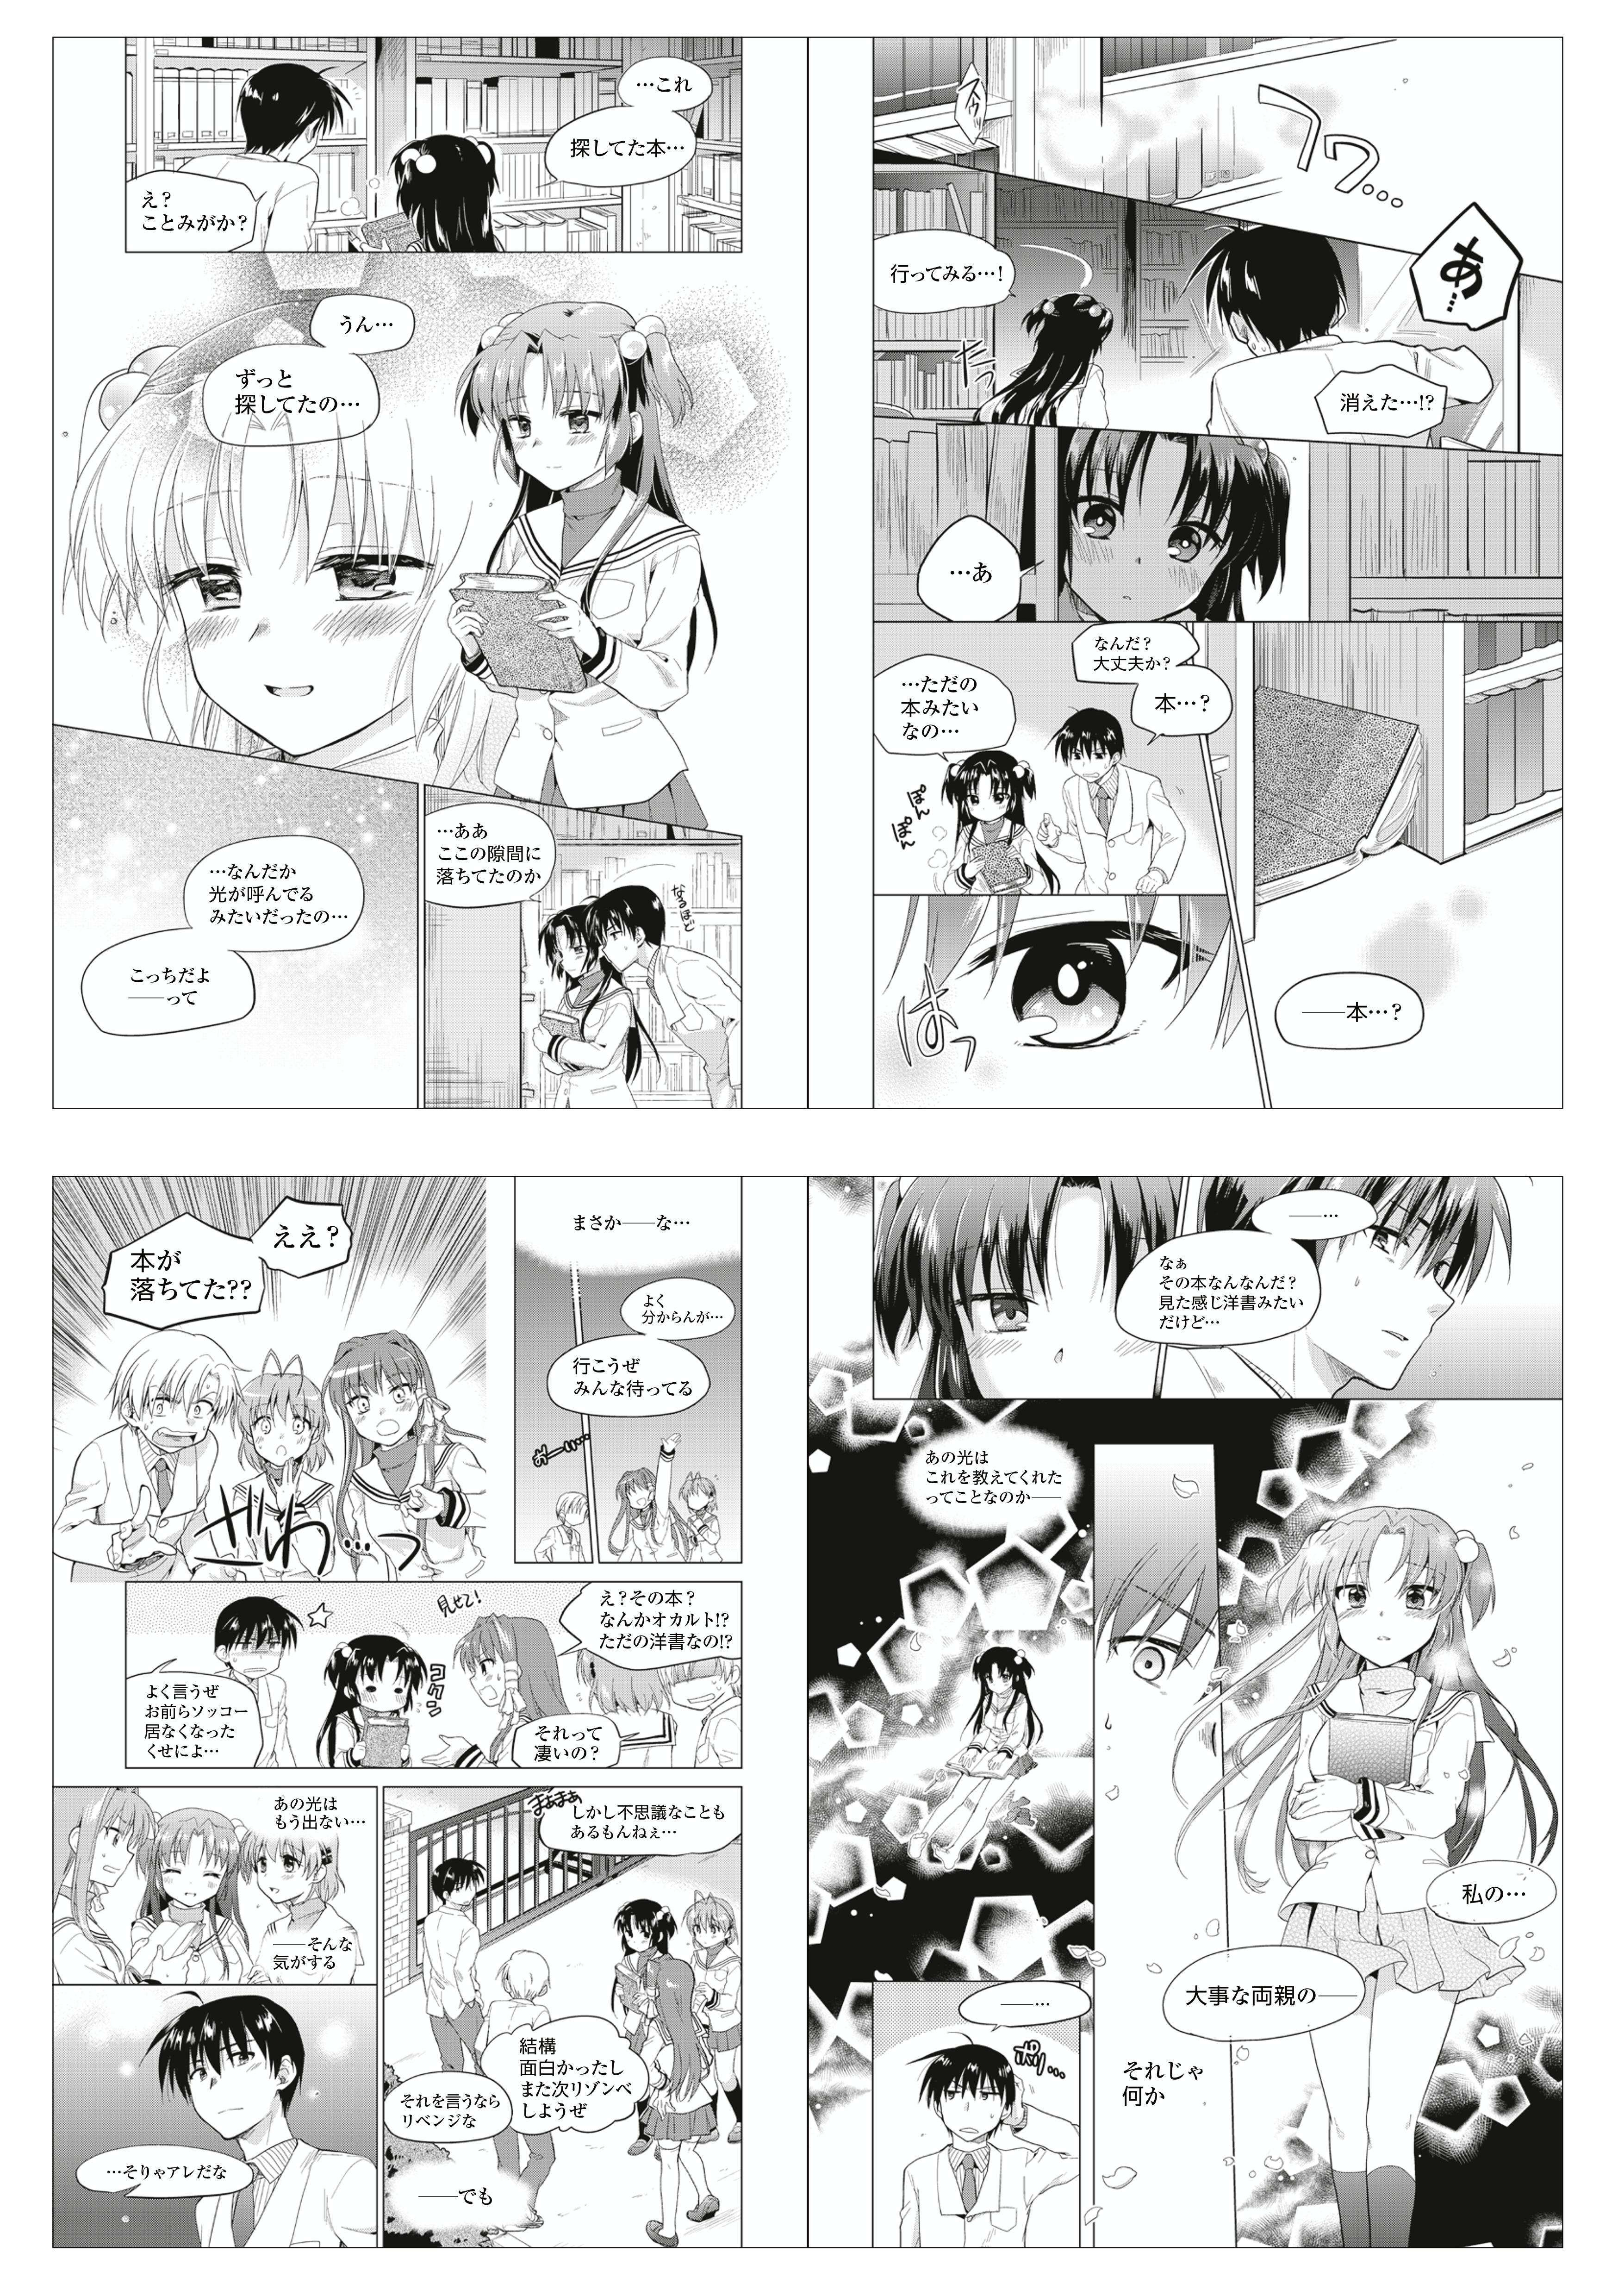 フワ…
あ…
消えた…!?
行ってみる…!
たっ
…あ
本…?
なんだ?
大丈夫か?
…ただの
本みたい
なの…
ぽん
ぽん
――本…?
はっ
…これ
探してた本…
え?
ことみがか?
うん…
ずっと
探してたの…
…ああ
ここの隙間に
落ちてたのか
なるほど
…なんだか
光が呼んでる
みたいだったの…
こっちだよ
――って
――…
なぁ
その本なんなんだ?
見た感じ洋書みたい
だけど…
あの光は
これを教えてくれた
ってことなのか――
私の…
大事な両親の――
それじゃ
何か
――…
ポリ…
まさか――な…
よく
分からんが…
行こうぜ
みんな待ってる
おーい…
ええ?
本が
落ちてた??
ざわ…っ
え?その本?
なんかオカルト!?
ただの洋書なの!?
見せて!
それって
凄いの?
コクン
よく言うぜ
お前らソッコー
居なくなった
くせによ…
まぁまぁ
しかし不思議なことも
あるもんねぇ…
結構
面白かったし
また次リゾンベ
しようぜ
それを言うなら
リベンジな
――でも
あの光は
もう出ない…
――そんな
気がする
…そりゃアレだな